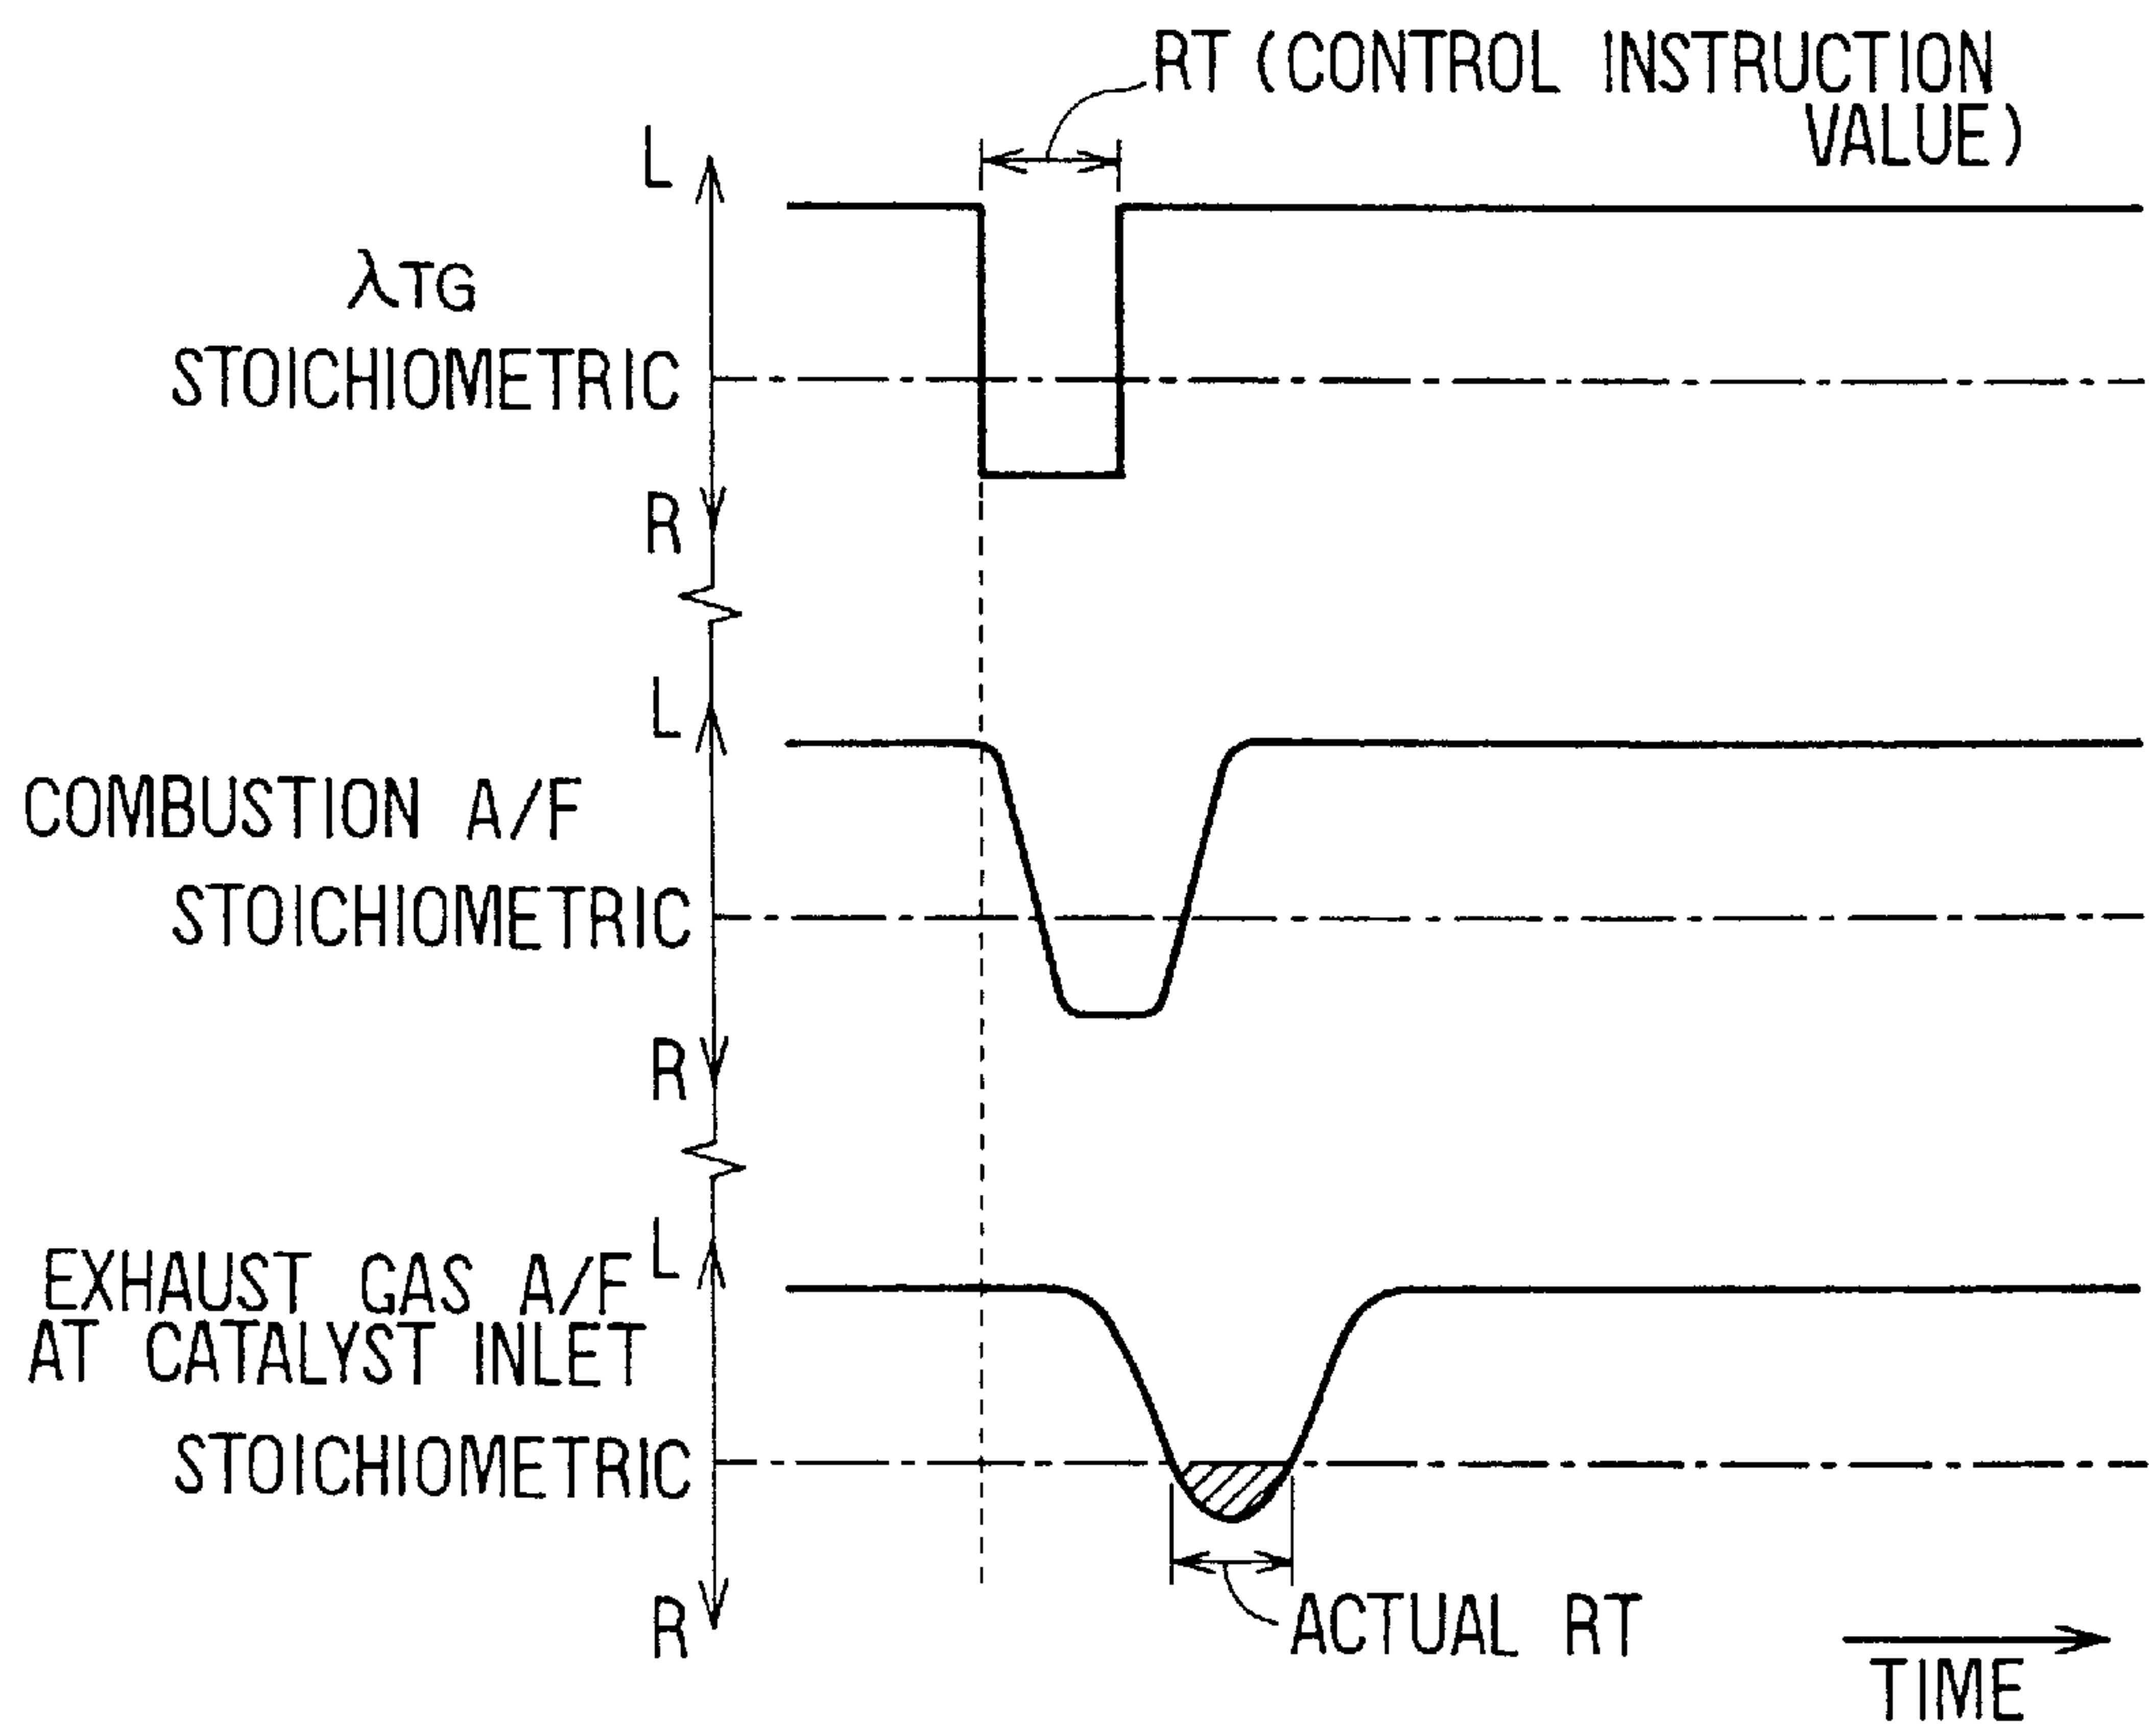 RT (CONTROL INSTRUCTION
VALUE)
L
λTG
STOICHIOMETRIC
R
L
COMBUSTION A/F
STOICHIOMETRIC
R
L
EXHAUST GAS A/F
AT CATALYST INLET
STOICHIOMETRIC
R
ACTUAL RT
TIME